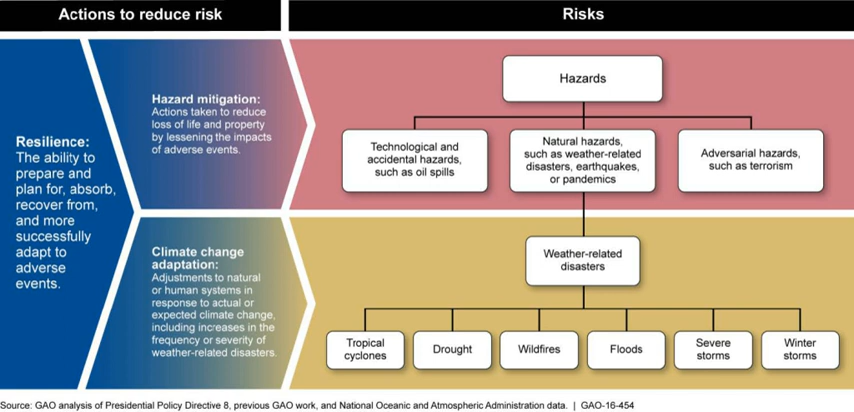 Actions to reduce risk
Risks
Resilience:
The ability to
prepare and
plan for, absorb,
recover from,
and more
successfully
adapt to
adverse
events.
Hazard mitigation:
Actions taken to reduce
loss of life and property
by lessening the impacts
of adverse events.
Climate change
adaptation:
Adjustments to natural
or human systems in
response to actual or
expected climate change,
including increases in the
frequency or severity of
weather-related disasters.
Hazards
Technological and
accidental hazards,
such as oil spills
Natural hazards,
such as weather-related
disasters, earthquakes,
or pandemics
Adversarial hazards,
such as terrorism
Weather-related
disasters
Tropical
cyclones
Drought
Wildfires
Floods
Severe
storms
Winter
storms
Source: GAO analysis of Presidential Policy Directive 8, previous GAO work, and National Oceanic and Atmospheric Administration data. | GAO-16-454